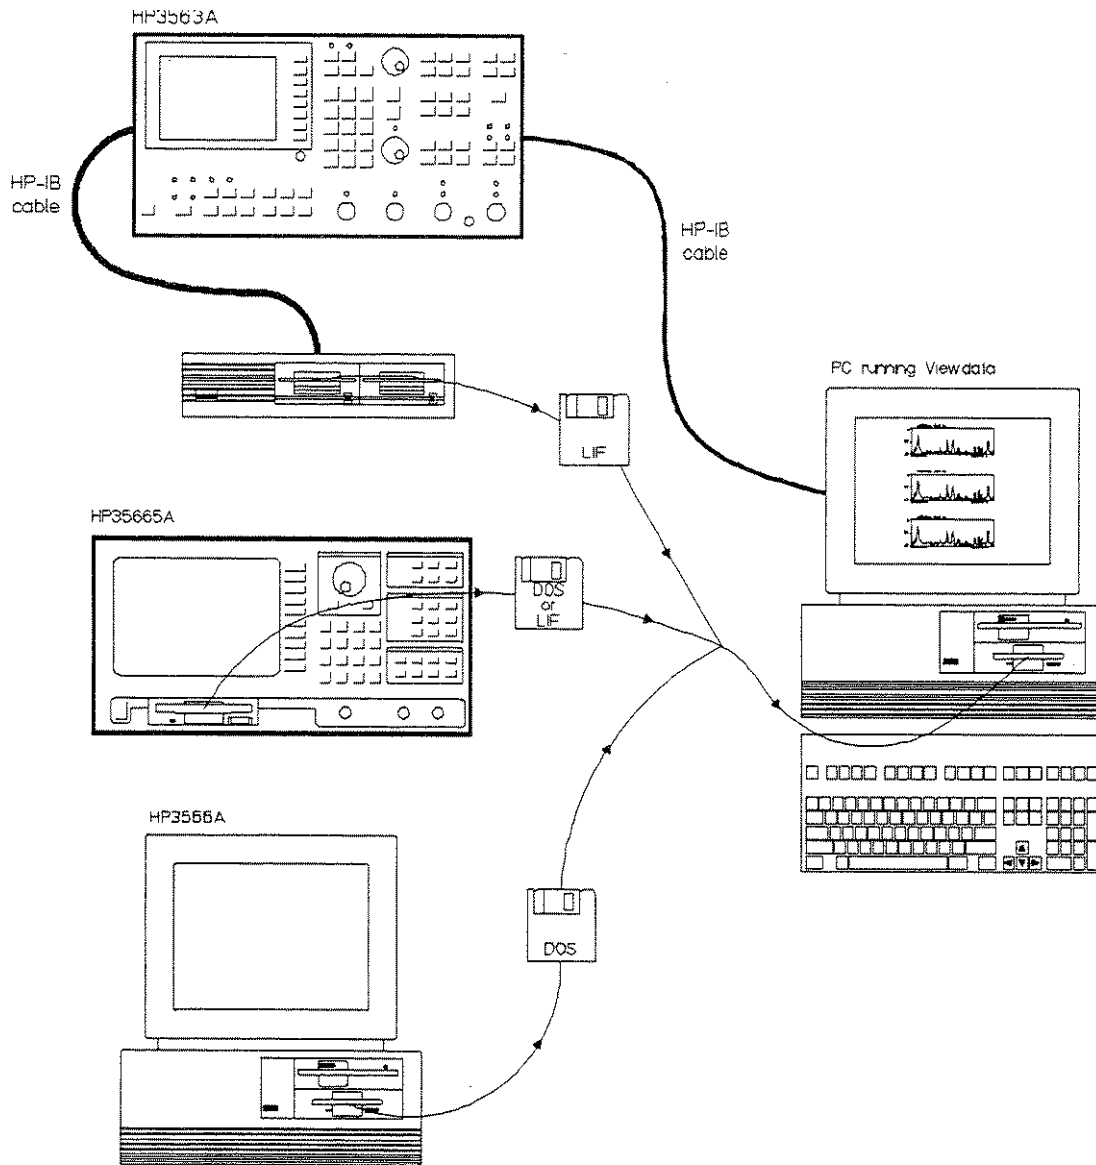 HP3563A
HP-IB
cable
HP-IB
cable
PC running Viewdata
LIF
HP35665A
DOS
or
LIF
HP3566A
DOS